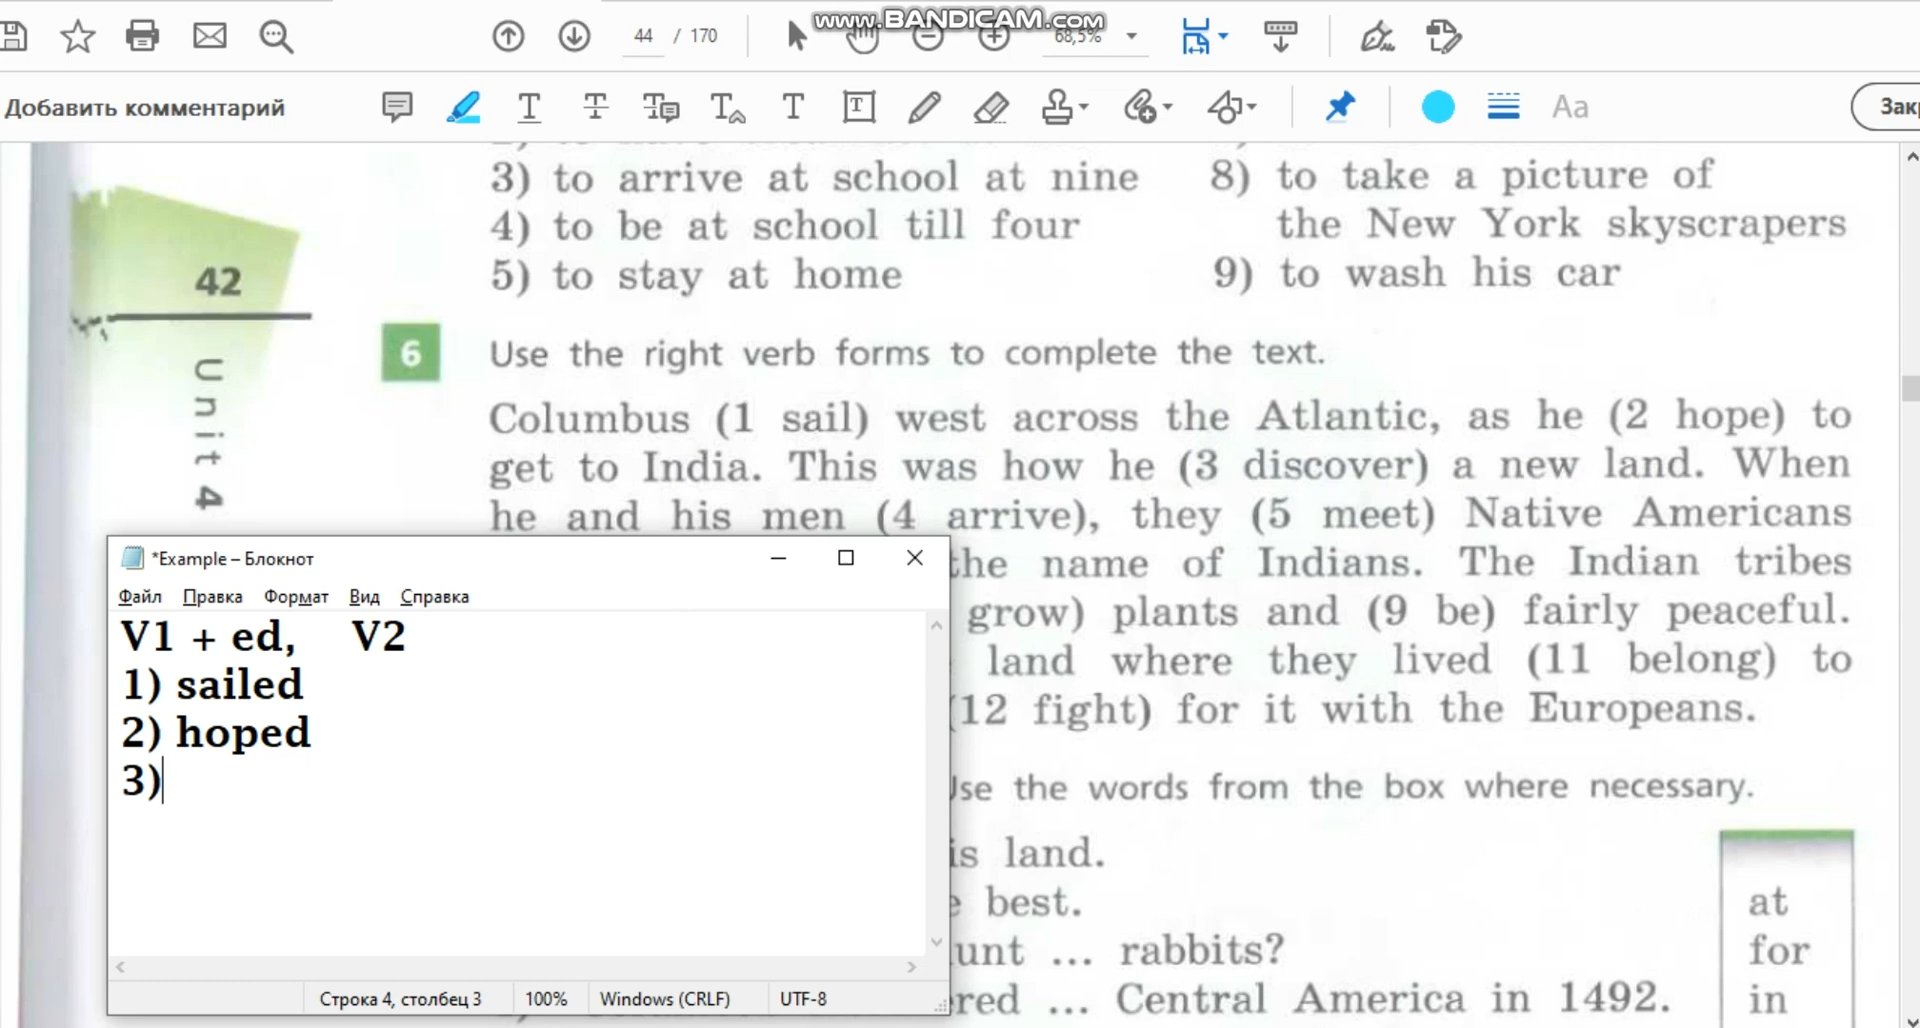 www.BANDICAM.com
44 / 170
68,5%
Добавить комментарий
Aa
3) to arrive at school at nine
4) to be at school till four
5) to stay at home
8) to take a picture of
the New York skyscrapers
9) to wash his car
42
Unit 4
6 Use the right verb forms to complete the text.
Columbus (1 sail) west across the Atlantic, as he (2 hope) to
get to India. This was how he (3 discover) a new land. When
he and his men (4 arrive), they (5 meet) Native Americans
the name of Indians. The Indian tribes
grow) plants and (9 be) fairly peaceful.
land where they lived (11 belong) to
(12 fight) for it with the Europeans.
*Example – Блокнот
Файл Правка Формат Вид Справка
V1 + ed, V2
1) sailed
2) hoped
3)
Строка 4, столбец 3 100% Windows (CRLF) UTF-8
Use the words from the box where necessary.
is land.
best.
... rabbits?
... Central America in 1492.
at
for
in